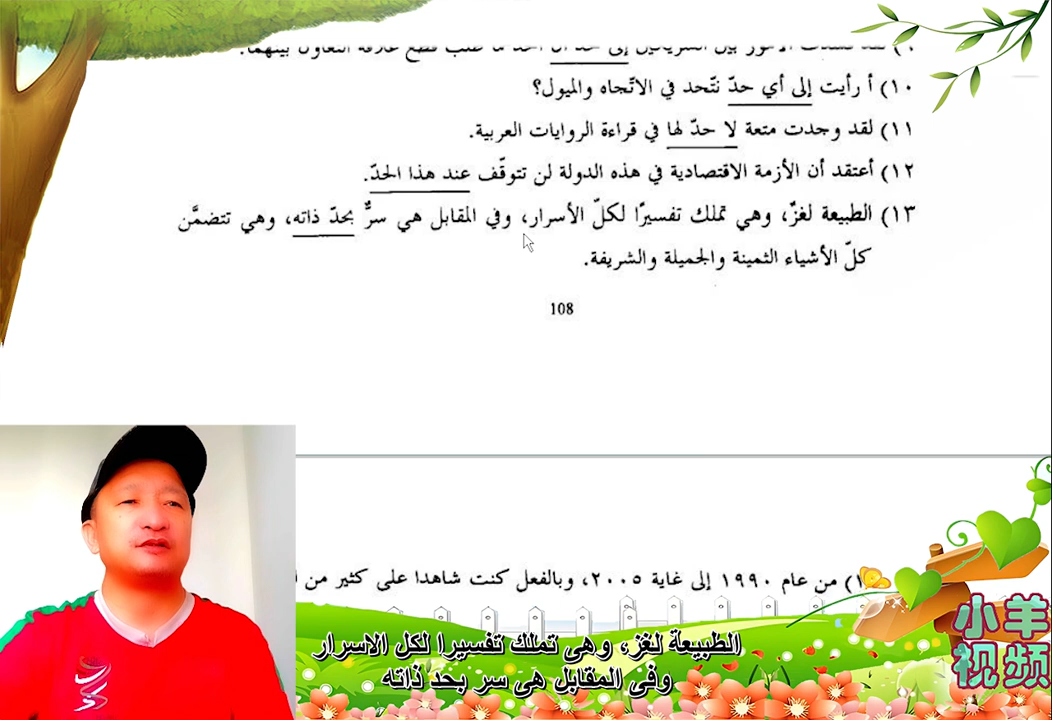 ١٠) أ رأيت إلى أي حدّ نتّحد في الاتّجاه والميول؟
١١) لقد وجدت متعة لا حدّ لها في قراءة الروايات العربية.
١٢) أعتقد أن الأزمة الاقتصادية في هذه الدولة لن تتوقّف عند هذا الحدّ.
١٣) الطبيعة لغزٌ، وهي تملك تفسيرًا لكلّ الأسرار، وفي المقابل هي سرٌّ بحدّ ذاته، وهي تتضمَّن
كلّ الأشياء الثمينة والجميلة والشريفة.
108
١) من عام ١٩٩٠ إلى غاية ٢٠٠٥، وبالفعل كنت شاهدا على كثير من
الطبيعة لغز، وهى تملك تفسيرا لكل الاسرار
وفى المقابل هى سر بحد ذاته
小羊
视频